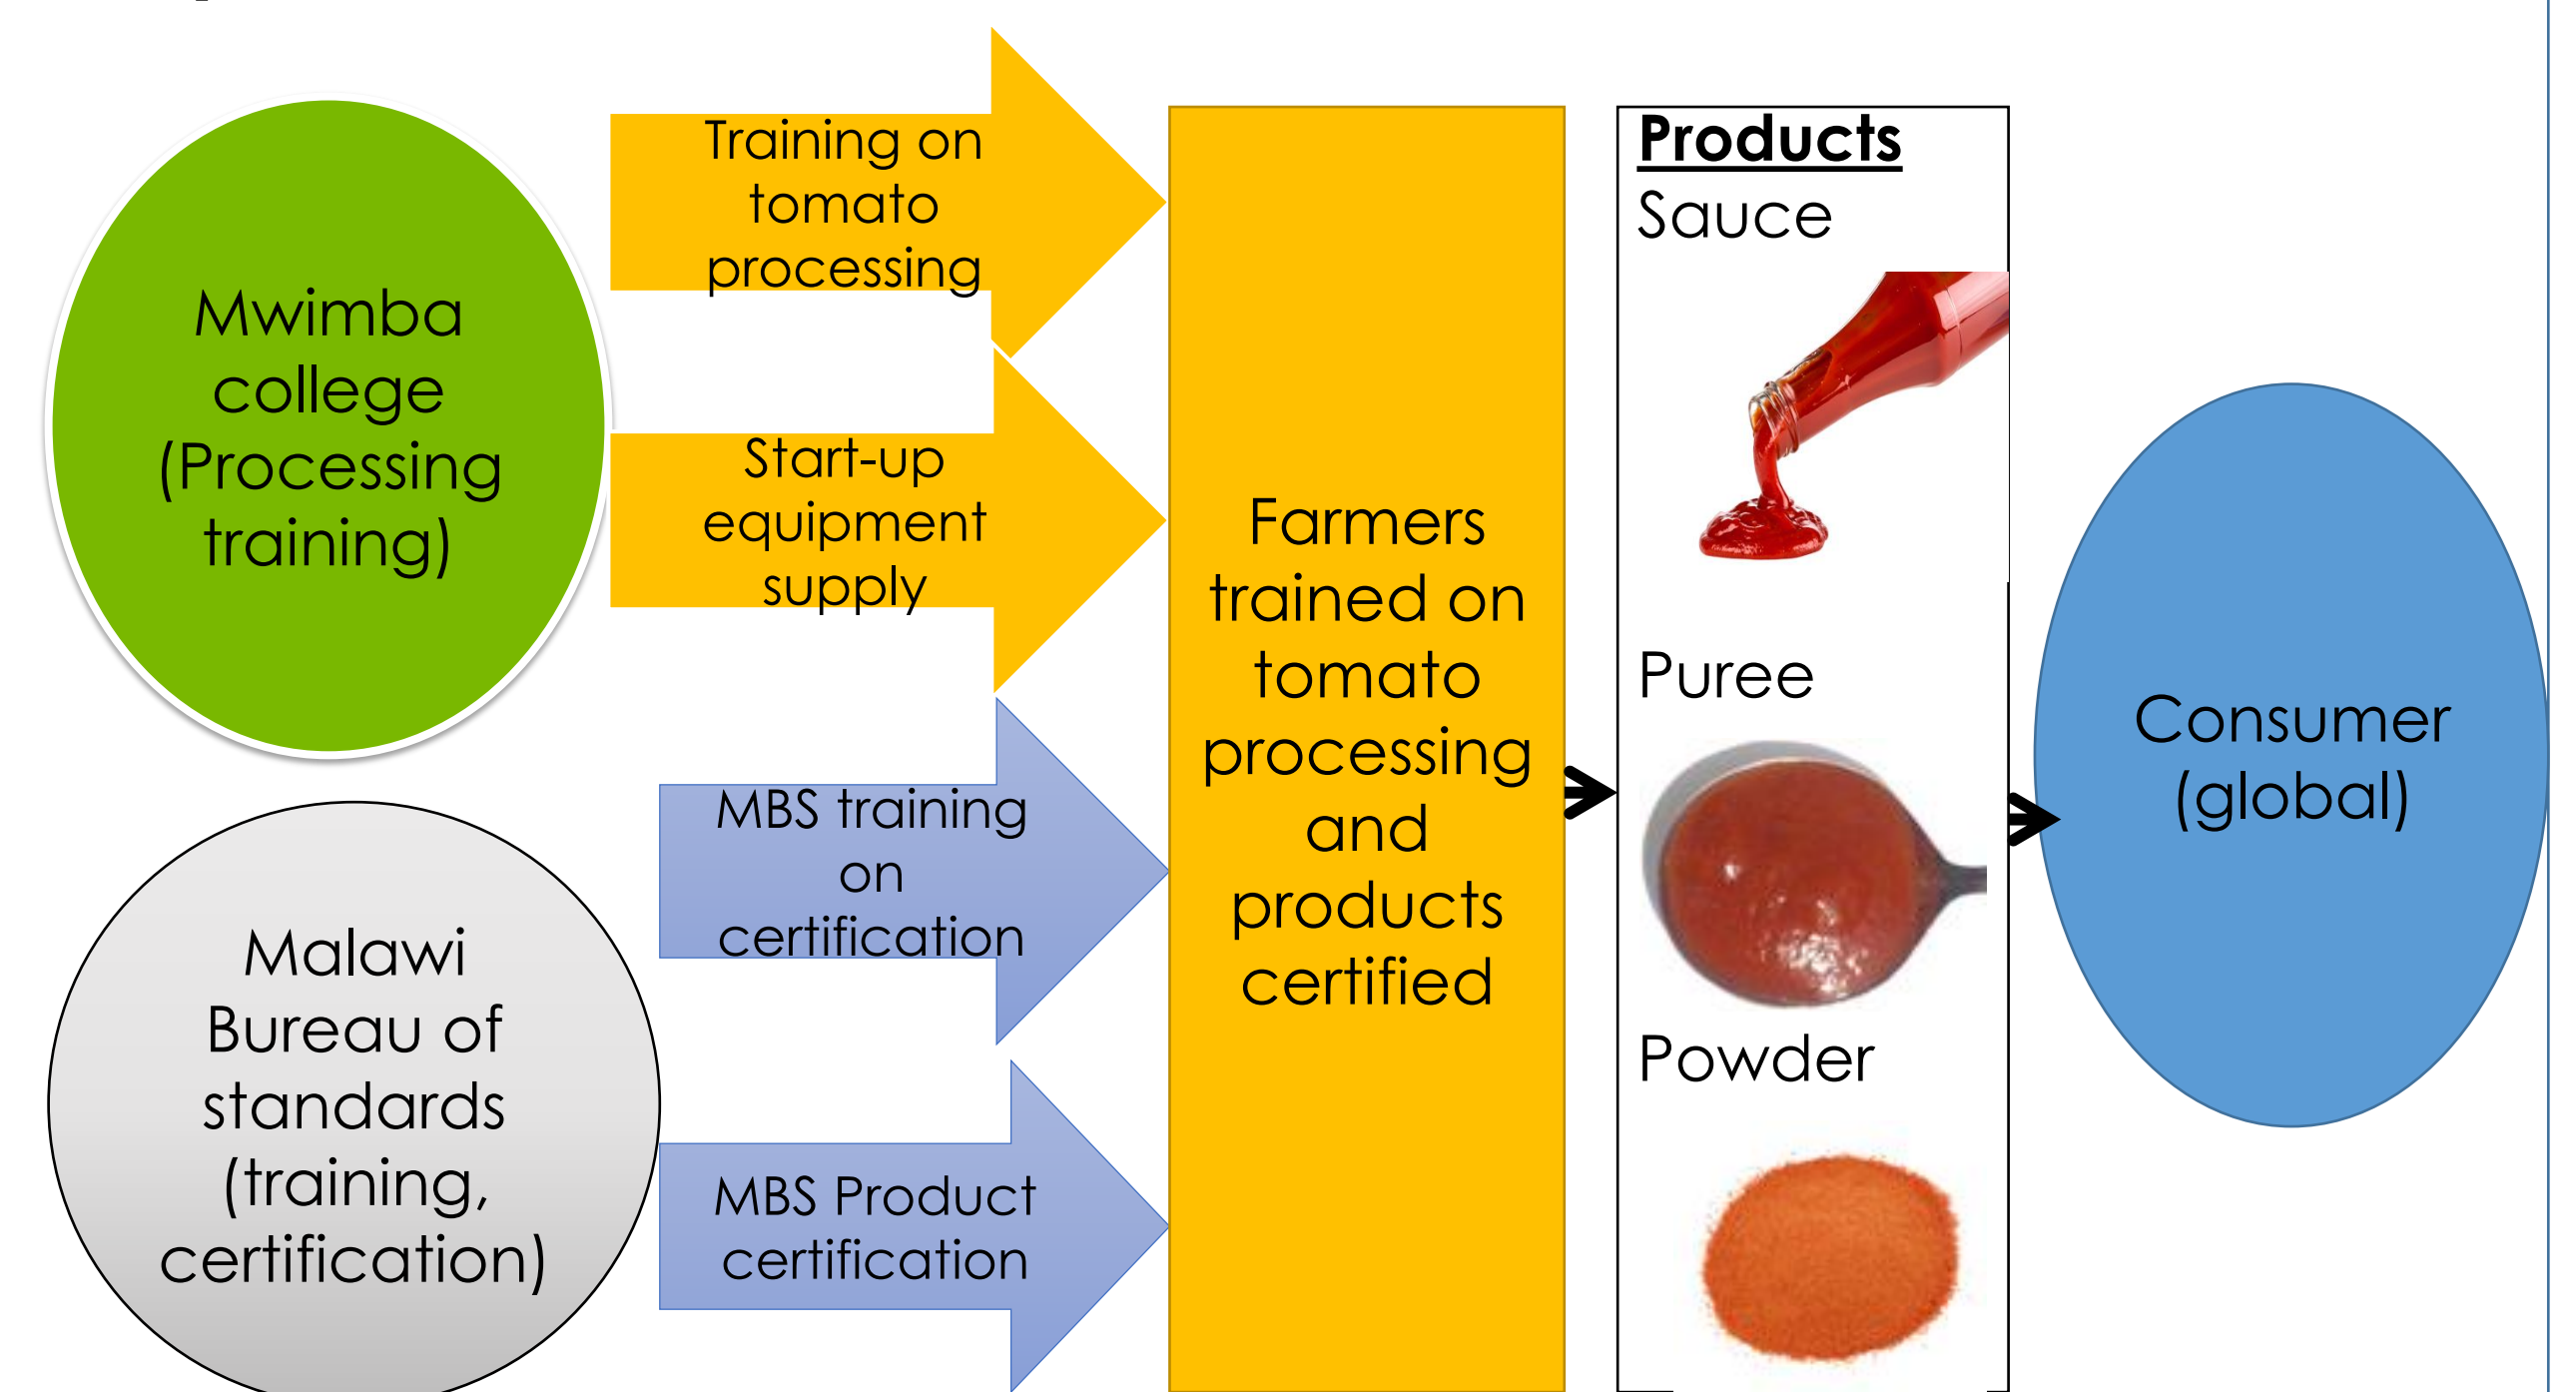 Mwimba
college
(Processing
training)
Malawi
Bureau of
standards
(training,
certification)
Training on
tomato
processing
Start-up
equipment
supply
MBS training
on
certification
MBS Product
certification
Farmers
trained on
tomato
processing
and
products
certified
Products
Sauce
Puree
Powder
Consumer
(global)